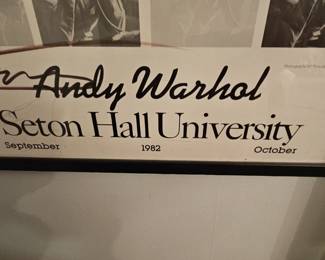 Andy Warhol
Seton Hall University
September 1982 October